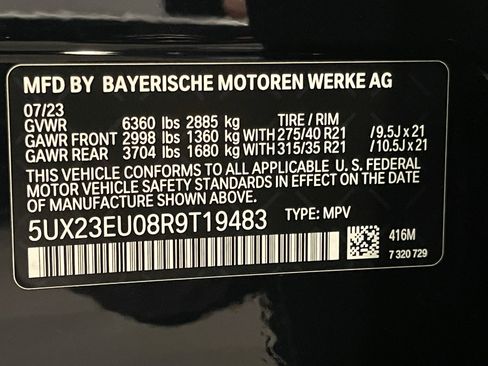 MFD BY BAYERISCHE MOTOREN WERKE AG
07/23
GVWR 6360 lbs 2885 kg TIRE / RIM
GAWR FRONT 2998 lbs 1360 kg WITH 275/40 R21 /9.5J x 21
GAWR REAR 3704 lbs 1680 kg WITH 315/35 R21 /10.5J x 21
THIS VEHICLE CONFORMS TO ALL APPLICABLE U. S. FEDERAL
MOTOR VEHICLE SAFETY STANDARDS IN EFFECT ON THE
DATE OF MANUFACTURE SHOWN ABOVE.
5UX23EU08R9T19483 TYPE: MPV
416M
7 320 729